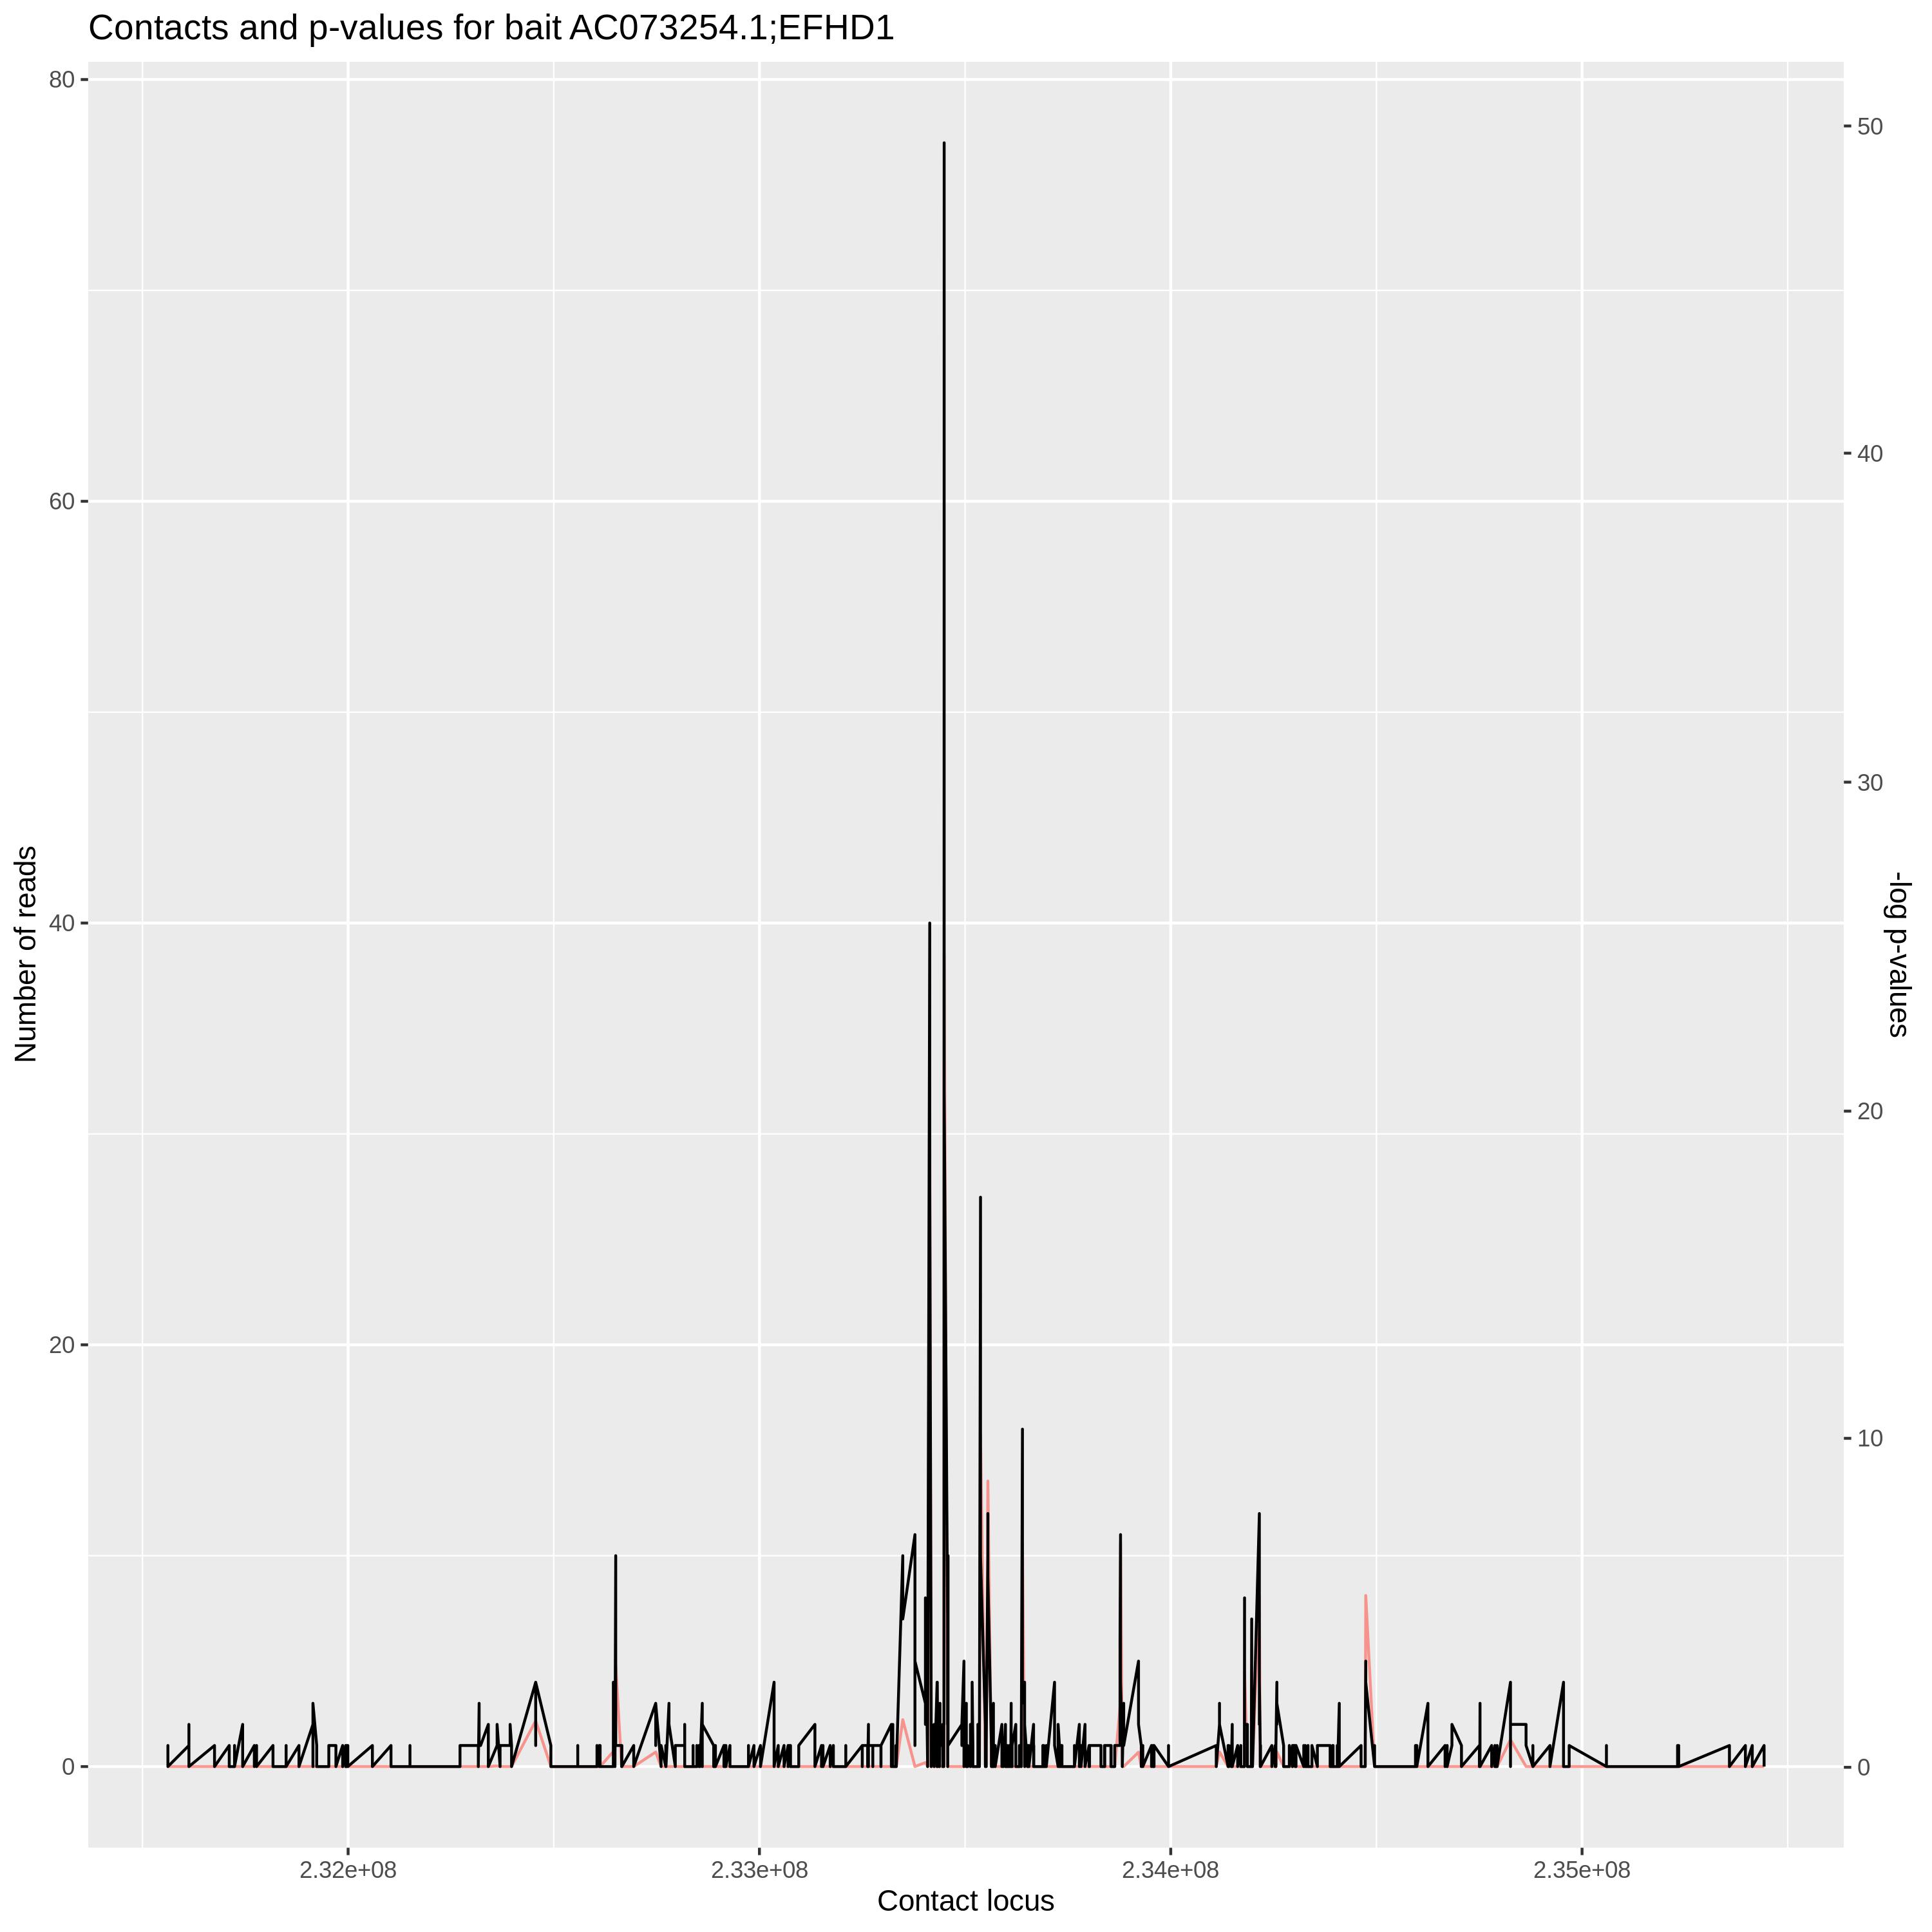 Contacts and p-values for bait AC073254.1;EFHD1
80
60
40
20
0
Number of reads
50
40
30
20
10
0
-log p-values
2.32e+08 2.33e+08 2.34e+08 2.35e+08
Contact locus